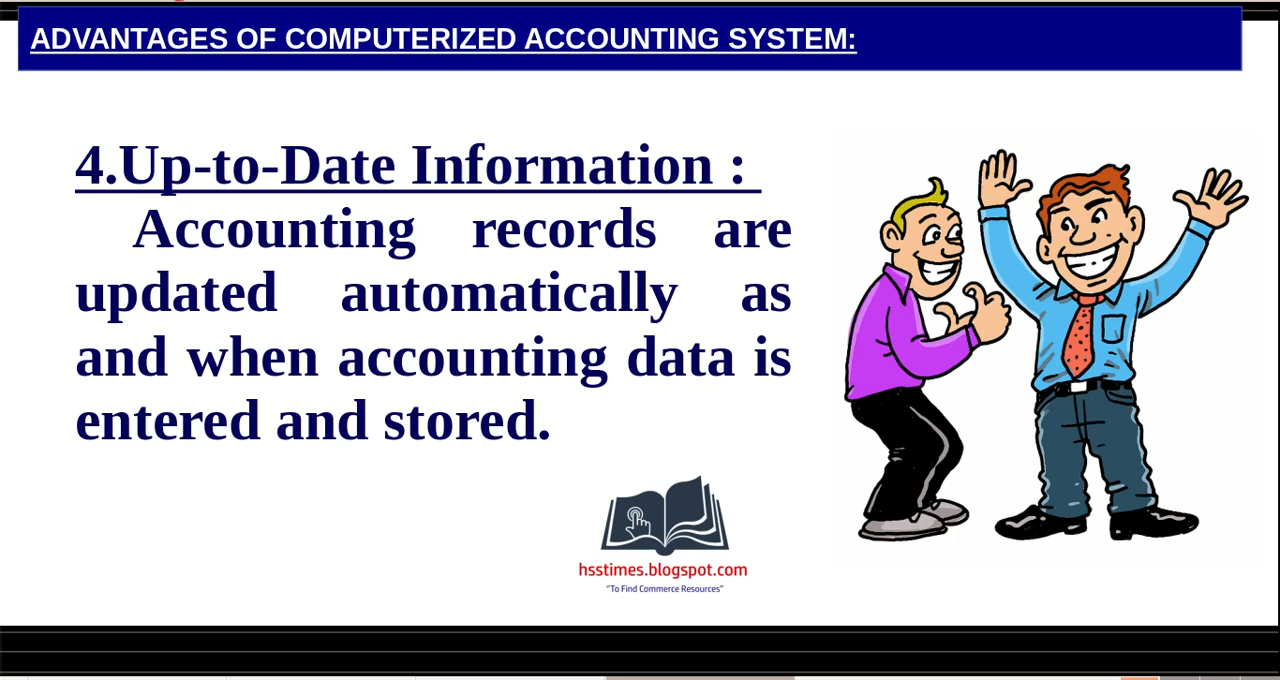 ADVANTAGES OF COMPUTERIZED ACCOUNTING SYSTEM:
4.Up-to-Date Information :
Accounting records are
updated automatically as
and when accounting data is
entered and stored.
hsstimes.blogspot.com
“To Find Commerce Resources”